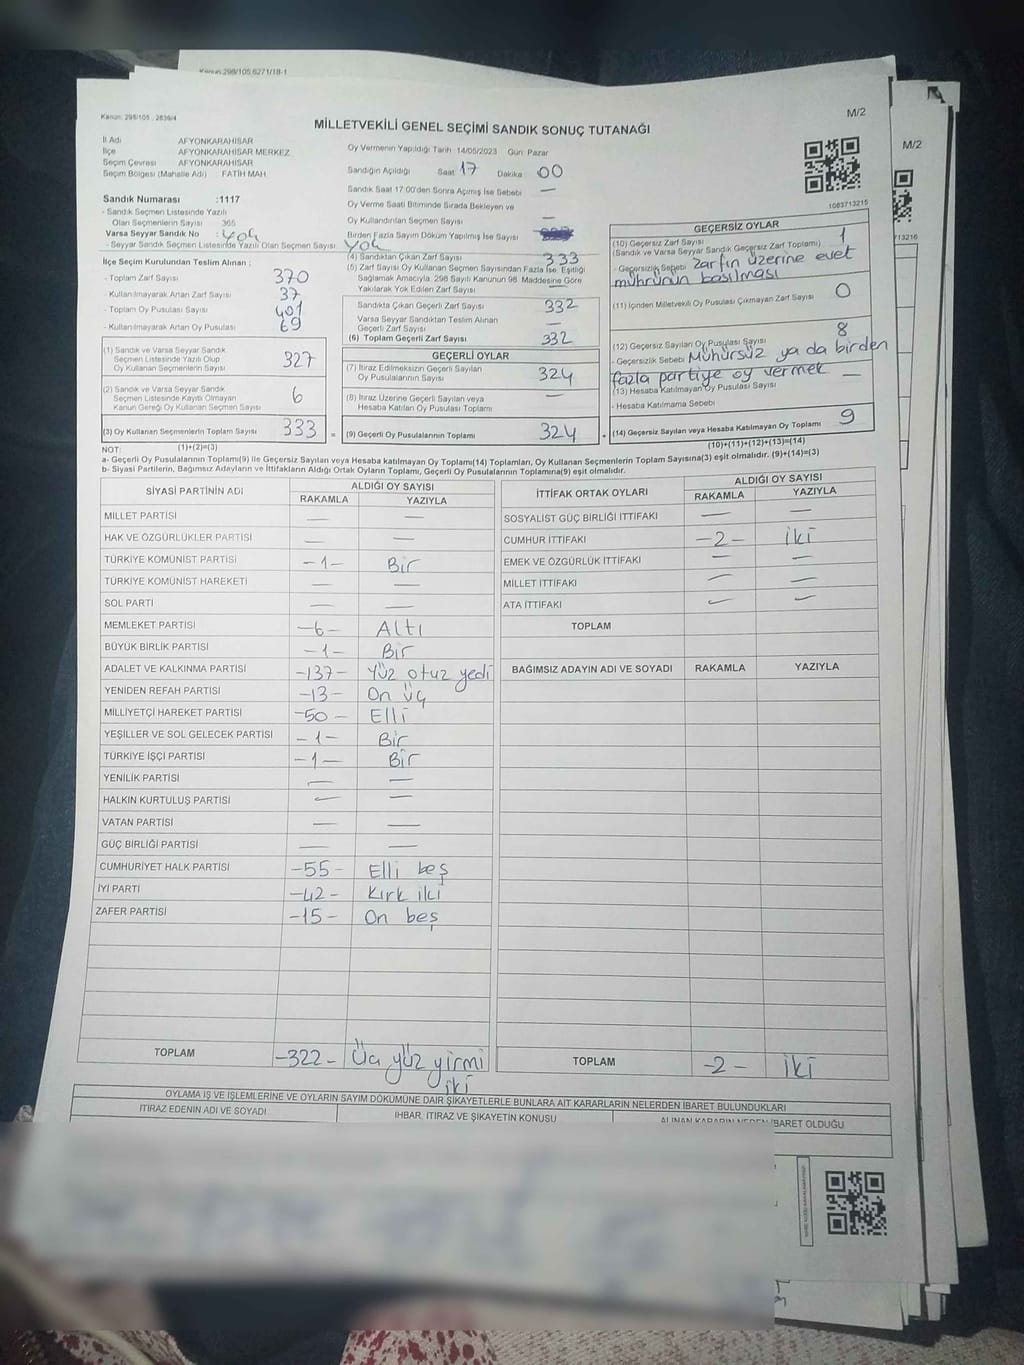 Kanun:298/105,6271/18-1
Kanun: 298/105 , 2839/4
M/2
MİLLETVEKİLİ GENEL SEÇİMİ SANDIK SONUÇ TUTANAĞI
İl Adı AFYONKARAHİSAR
İlçe AFYONKARAHİSAR MERKEZ
Seçim Çevresi AFYONKARAHİSAR
Seçim Bölgesi (Mahalle Adı) FATİH MAH.
Sandık Numarası :1117
- Sandık Seçmen Listesinde Yazılı
Olan Seçmenlerin Sayısı 365
Varsa Seyyar Sandık No : Yok
- Seyyar Sandık Seçmen Listesinde Yazılı Olan Seçmen Sayısı: Yok
İlçe Seçim Kurulundan Teslim Alınan :
- Toplam Zarf Sayısı 370
- Kullanılmayarak Artan Zarf Sayısı 37
- Toplam Oy Pusulası Sayısı 401
- Kullanılmayarak Artan Oy Pusulası 69
(1) Sandık ve Varsa Seyyar Sandık
Seçmen Listesinde Yazılı Olup
Oy Kullanan Seçmenlerin Sayısı 327
(2) Sandık ve Varsa Seyyar Sandık
Seçmen Listesinde Kayıtlı Olmayan
Kanun Gereği Oy Kullanan Seçmen Sayısı 6
(3) Oy Kullanan Seçmenlerin Toplam Sayısı 333 =
(1)+(2)=(3)
Oy Vermenin Yapıldığı Tarih: 14/05/2023 Gün: Pazar
Sandığın Açıldığı Saat: 17 Dakika: 00
Sandık Saat 17.00'den Sonra Açılmış İse Sebebi —
Oy Verme Saati Bitiminde Sırada Bekleyen ve
Oy Kullandırılan Seçmen Sayısı —
Birden Fazla Sayım Döküm Yapılmış İse Sayısı
(4) Sandıktan Çıkan Zarf Sayısı 333
(5) Zarf Sayısı Oy Kullanan Seçmen Sayısından Fazla İse, Eşitliği
Sağlamak Amacıyla, 298 Sayılı Kanunun 98. Maddesine Göre
Yakılarak Yok Edilen Zarf Sayısı —
Sandıkta Çıkan Geçerli Zarf Sayısı 332
Varsa Seyyar Sandıktan Teslim Alınan
Geçerli Zarf Sayısı —
(6) Toplam Geçerli Zarf Sayısı 332
GEÇERLİ OYLAR
(7) İtiraz Edilmeksizin Geçerli Sayılan
Oy Pusulalarının Sayısı 324
(8) İtiraz Üzerine Geçerli Sayılan veya
Hesaba Katılan Oy Pusulası Toplamı —
(9) Geçerli Oy Pusulalarının Toplamı 324 +
1083713215
GEÇERSİZ OYLAR
(10) Geçersiz Zarf Sayısı
(Sandık ve Varsa Seyyar Sandık Geçersiz Zarf Toplamı) 1
- Geçersizlik Sebebi Zarfın üzerine evet
mührünün basılması
(11) İçinden Milletvekili Oy Pusulası Çıkmayan Zarf Sayısı 0
(12) Geçersiz Sayılan Oy Pusulası Sayısı 8
- Geçersizlik Sebebi Mühürsüz ya da birden
fazla partiye oy vermek
(13) Hesaba Katılmayan Oy Pusulası Sayısı —
- Hesaba Katılmama Sebebi
(14) Geçersiz Sayılan veya Hesaba Katılmayan Oy Toplamı 9
(10)+(11)+(12)+(13)=(14)
M/2
713216
NOT:
a- Geçerli Oy Pusulalarının Toplamı(9) ile Geçersiz Sayılan veya Hesaba Katılmayan Oy Toplamı(14) Toplamları, Oy Kullanan Seçmenlerin Toplam Sayısına(3) eşit olmalıdır. (9)+(14)=(3)
b- Siyasi Partilerin, Bağımsız Adayların ve İttifakların Aldığı Ortak Oyların Toplamı, Geçerli Oy Pusulalarının Toplamına(9) eşit olmalıdır.
SİYASİ PARTİNİN ADI ALDIĞI OY SAYISI
RAKAMLA YAZIYLA
MİLLET PARTİSİ — —
HAK VE ÖZGÜRLÜKLER PARTİSİ — —
TÜRKİYE KOMÜNİST PARTİSİ -1- Bir
TÜRKİYE KOMÜNİST HAREKETİ — —
SOL PARTİ — —
MEMLEKET PARTİSİ -6- Altı
BÜYÜK BİRLİK PARTİSİ -1- Bir
ADALET VE KALKINMA PARTİSİ -137- Yüz otuz yedi
YENİDEN REFAH PARTİSİ -13- On üç
MİLLİYETÇİ HAREKET PARTİSİ -50- Elli
YEŞİLLER VE SOL GELECEK PARTİSİ -1- Bir
TÜRKİYE İŞÇİ PARTİSİ -1- Bir
YENİLİK PARTİSİ — —
HALKIN KURTULUŞ PARTİSİ — —
VATAN PARTİSİ — —
GÜÇ BİRLİĞİ PARTİSİ — —
CUMHURİYET HALK PARTİSİ -55- Elli beş
İYİ PARTİ -42- Kırk iki
ZAFER PARTİSİ -15- On beş
TOPLAM -322- Üç yüz yirmi
iki
İTTİFAK ORTAK OYLARI ALDIĞI OY SAYISI
RAKAMLA YAZIYLA
SOSYALİST GÜÇ BİRLİĞİ İTTİFAKI — —
CUMHUR İTTİFAKI -2- İki
EMEK VE ÖZGÜRLÜK İTTİFAKI — —
MİLLET İTTİFAKI — —
ATA İTTİFAKI — —
TOPLAM
BAĞIMSIZ ADAYIN ADI VE SOYADI RAKAMLA YAZIYLA
TOPLAM -2- İki
OYLAMA İŞ VE İŞLEMLERİNE VE OYLARIN SAYIM DÖKÜMÜNE DAİR ŞİKAYETLERLE BUNLARA AİT KARARLARIN NELERDEN İBARET BULUNDUKLARI
İTİRAZ EDENİN ADI VE SOYADI İHBAR, İTİRAZ VE ŞİKAYETİN KONUSU ALINAN KARARIN NEDEN İBARET OLDUĞU